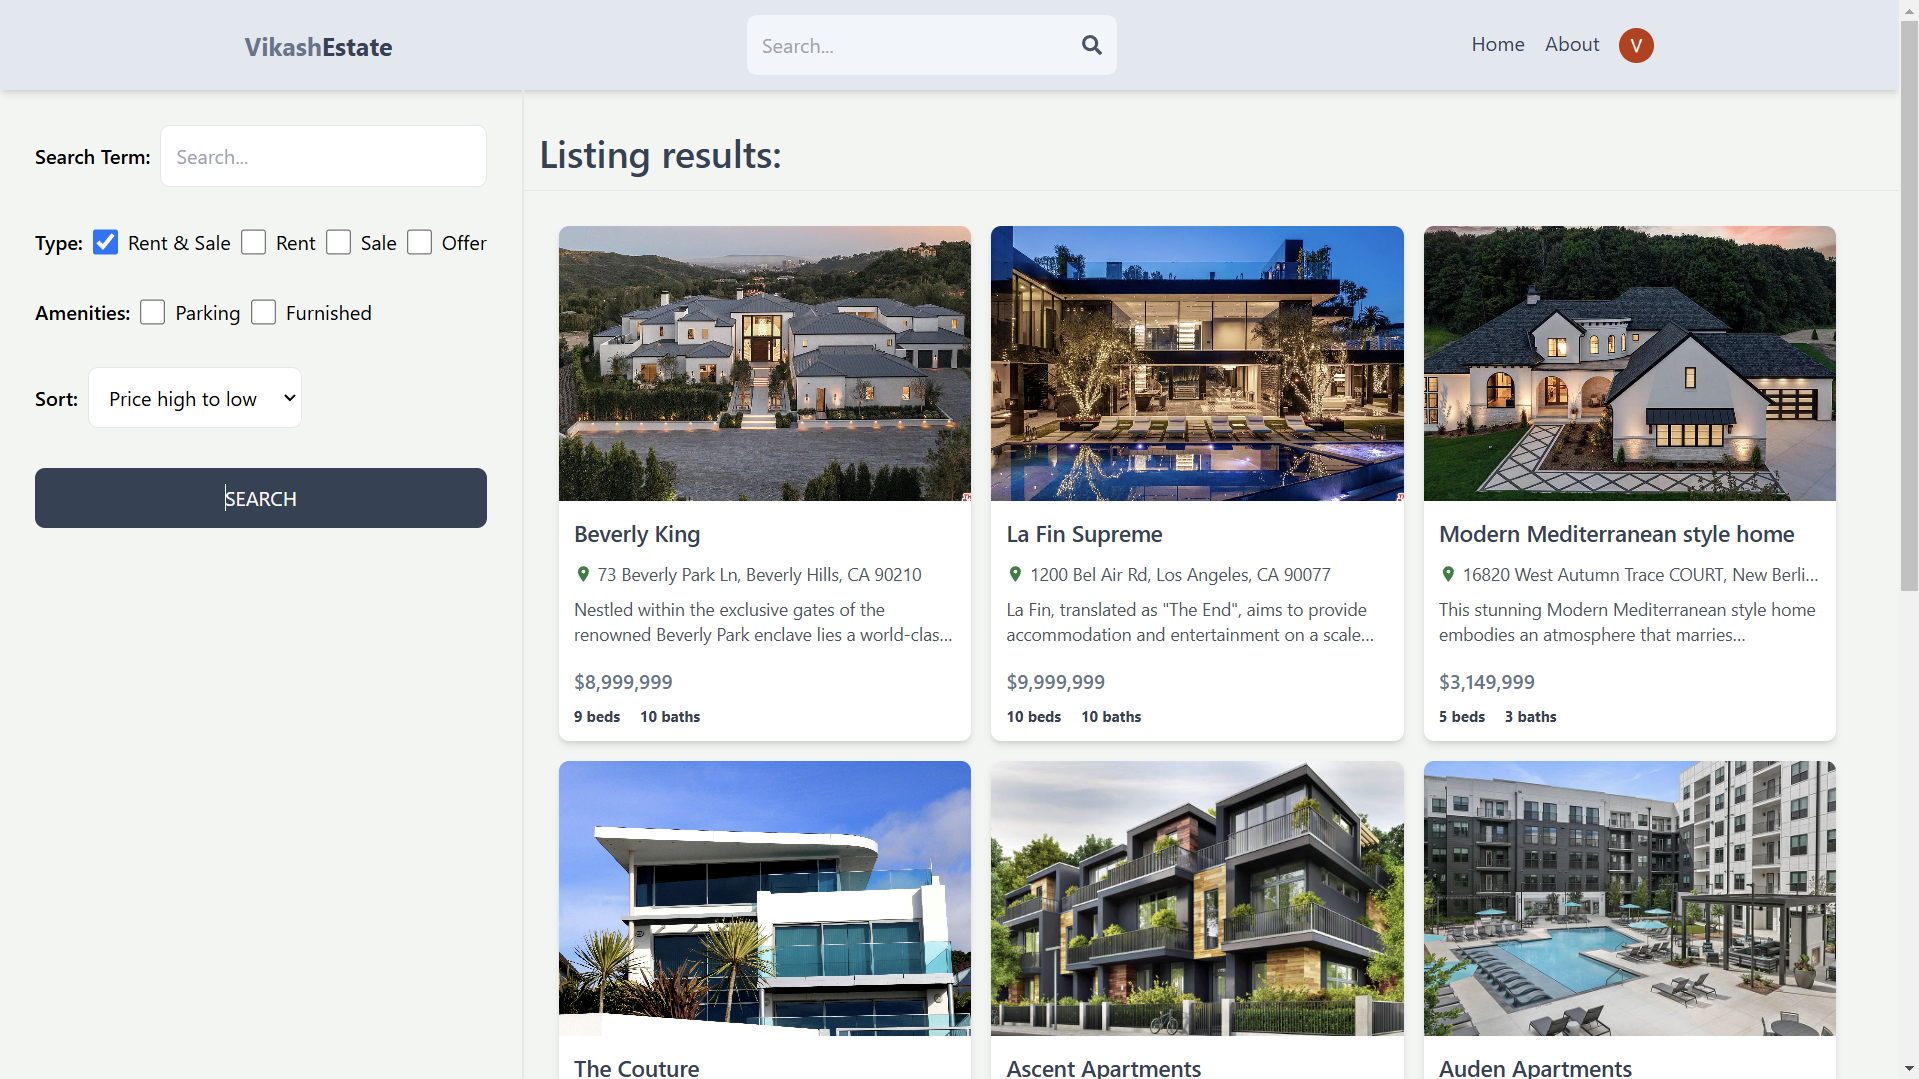 VikashEstate
Search...
Home
About
V
Search Term:
Search...
Type:
Rent & Sale
Rent
Sale
Offer
Amenities:
Parking
Furnished
Sort:
Price high to low
SEARCH
Listing results:
Beverly King
73 Beverly Park Ln, Beverly Hills, CA 90210
Nestled within the exclusive gates of the
renowned Beverly Park enclave lies a world-clas...
$8,999,999
9 beds 10 baths
La Fin Supreme
1200 Bel Air Rd, Los Angeles, CA 90077
La Fin, translated as "The End", aims to provide
accommodation and entertainment on a scale...
$9,999,999
10 beds 10 baths
Modern Mediterranean style home
16820 West Autumn Trace COURT, New Berli...
This stunning Modern Mediterranean style home
embodies an atmosphere that marries...
$3,149,999
5 beds 3 baths
The Couture
Ascent Apartments
Auden Apartments